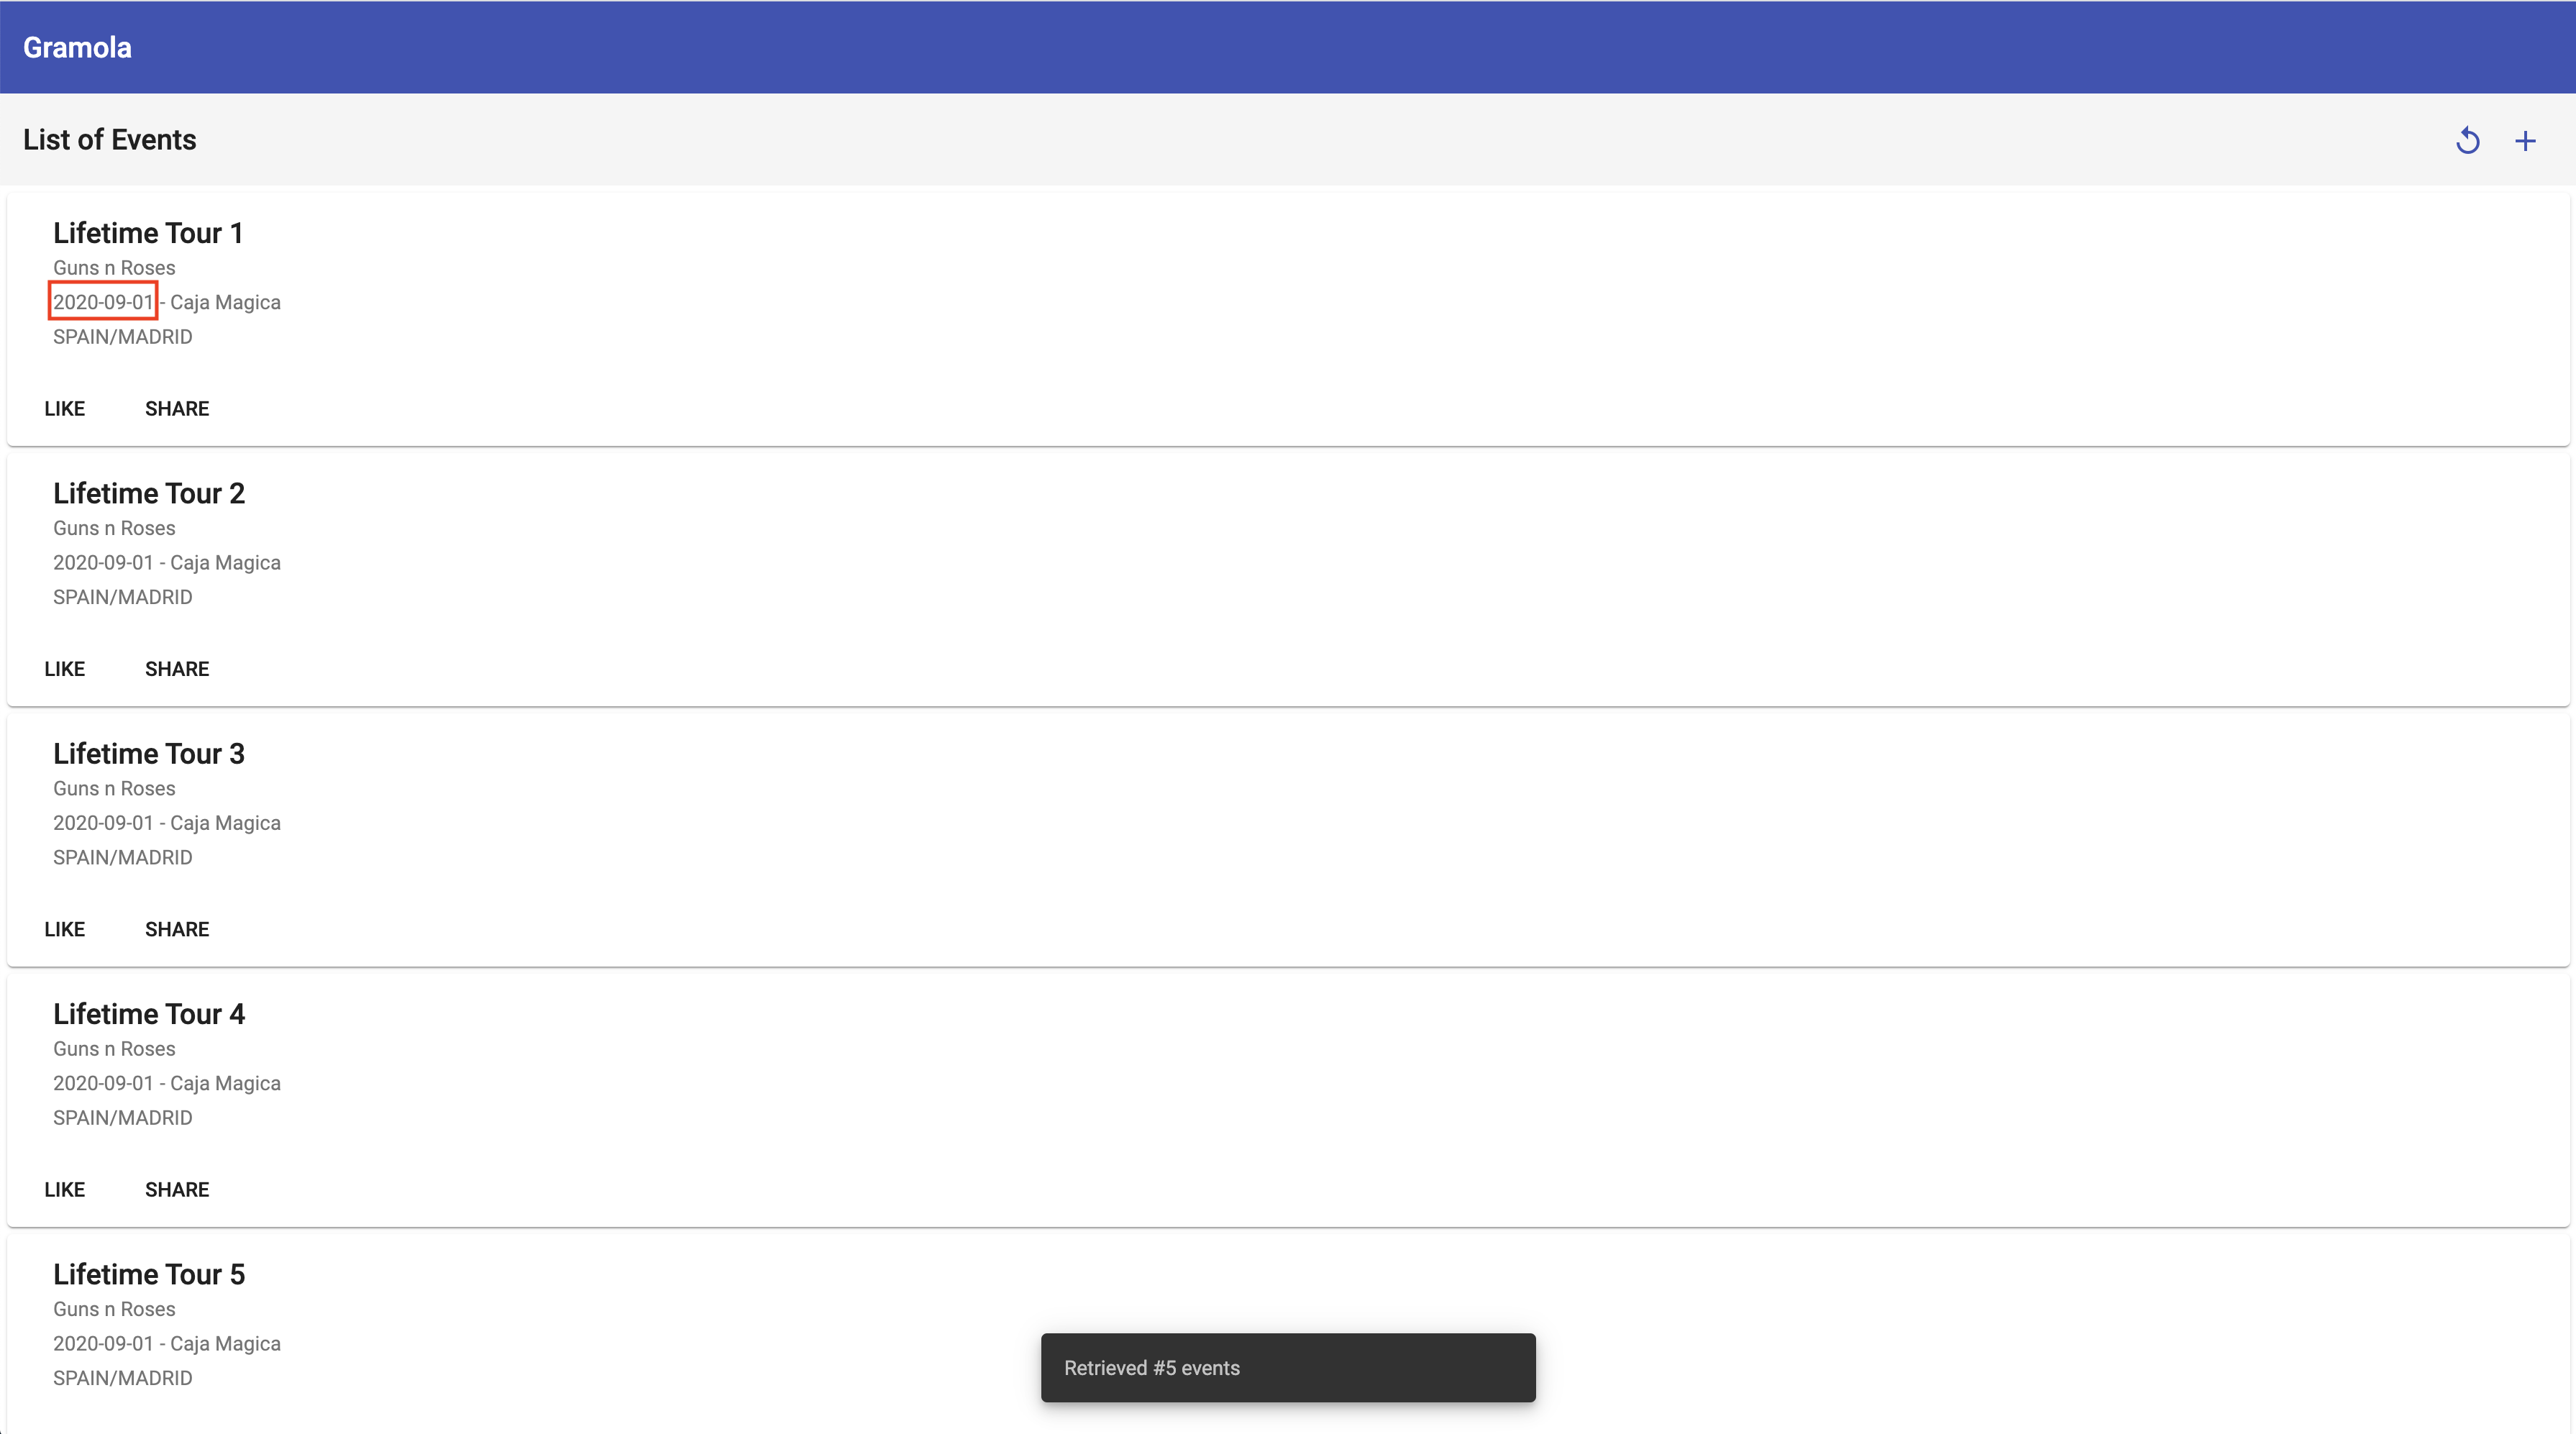 Gramola
List of Events
Lifetime Tour 1
Guns n Roses
2020-09-01 - Caja Magica
SPAIN/MADRID
LIKE SHARE
Lifetime Tour 2
Guns n Roses
2020-09-01 - Caja Magica
SPAIN/MADRID
LIKE SHARE
Lifetime Tour 3
Guns n Roses
2020-09-01 - Caja Magica
SPAIN/MADRID
LIKE SHARE
Lifetime Tour 4
Guns n Roses
2020-09-01 - Caja Magica
SPAIN/MADRID
LIKE SHARE
Lifetime Tour 5
Guns n Roses
2020-09-01 - Caja Magica
SPAIN/MADRID
Retrieved #5 events